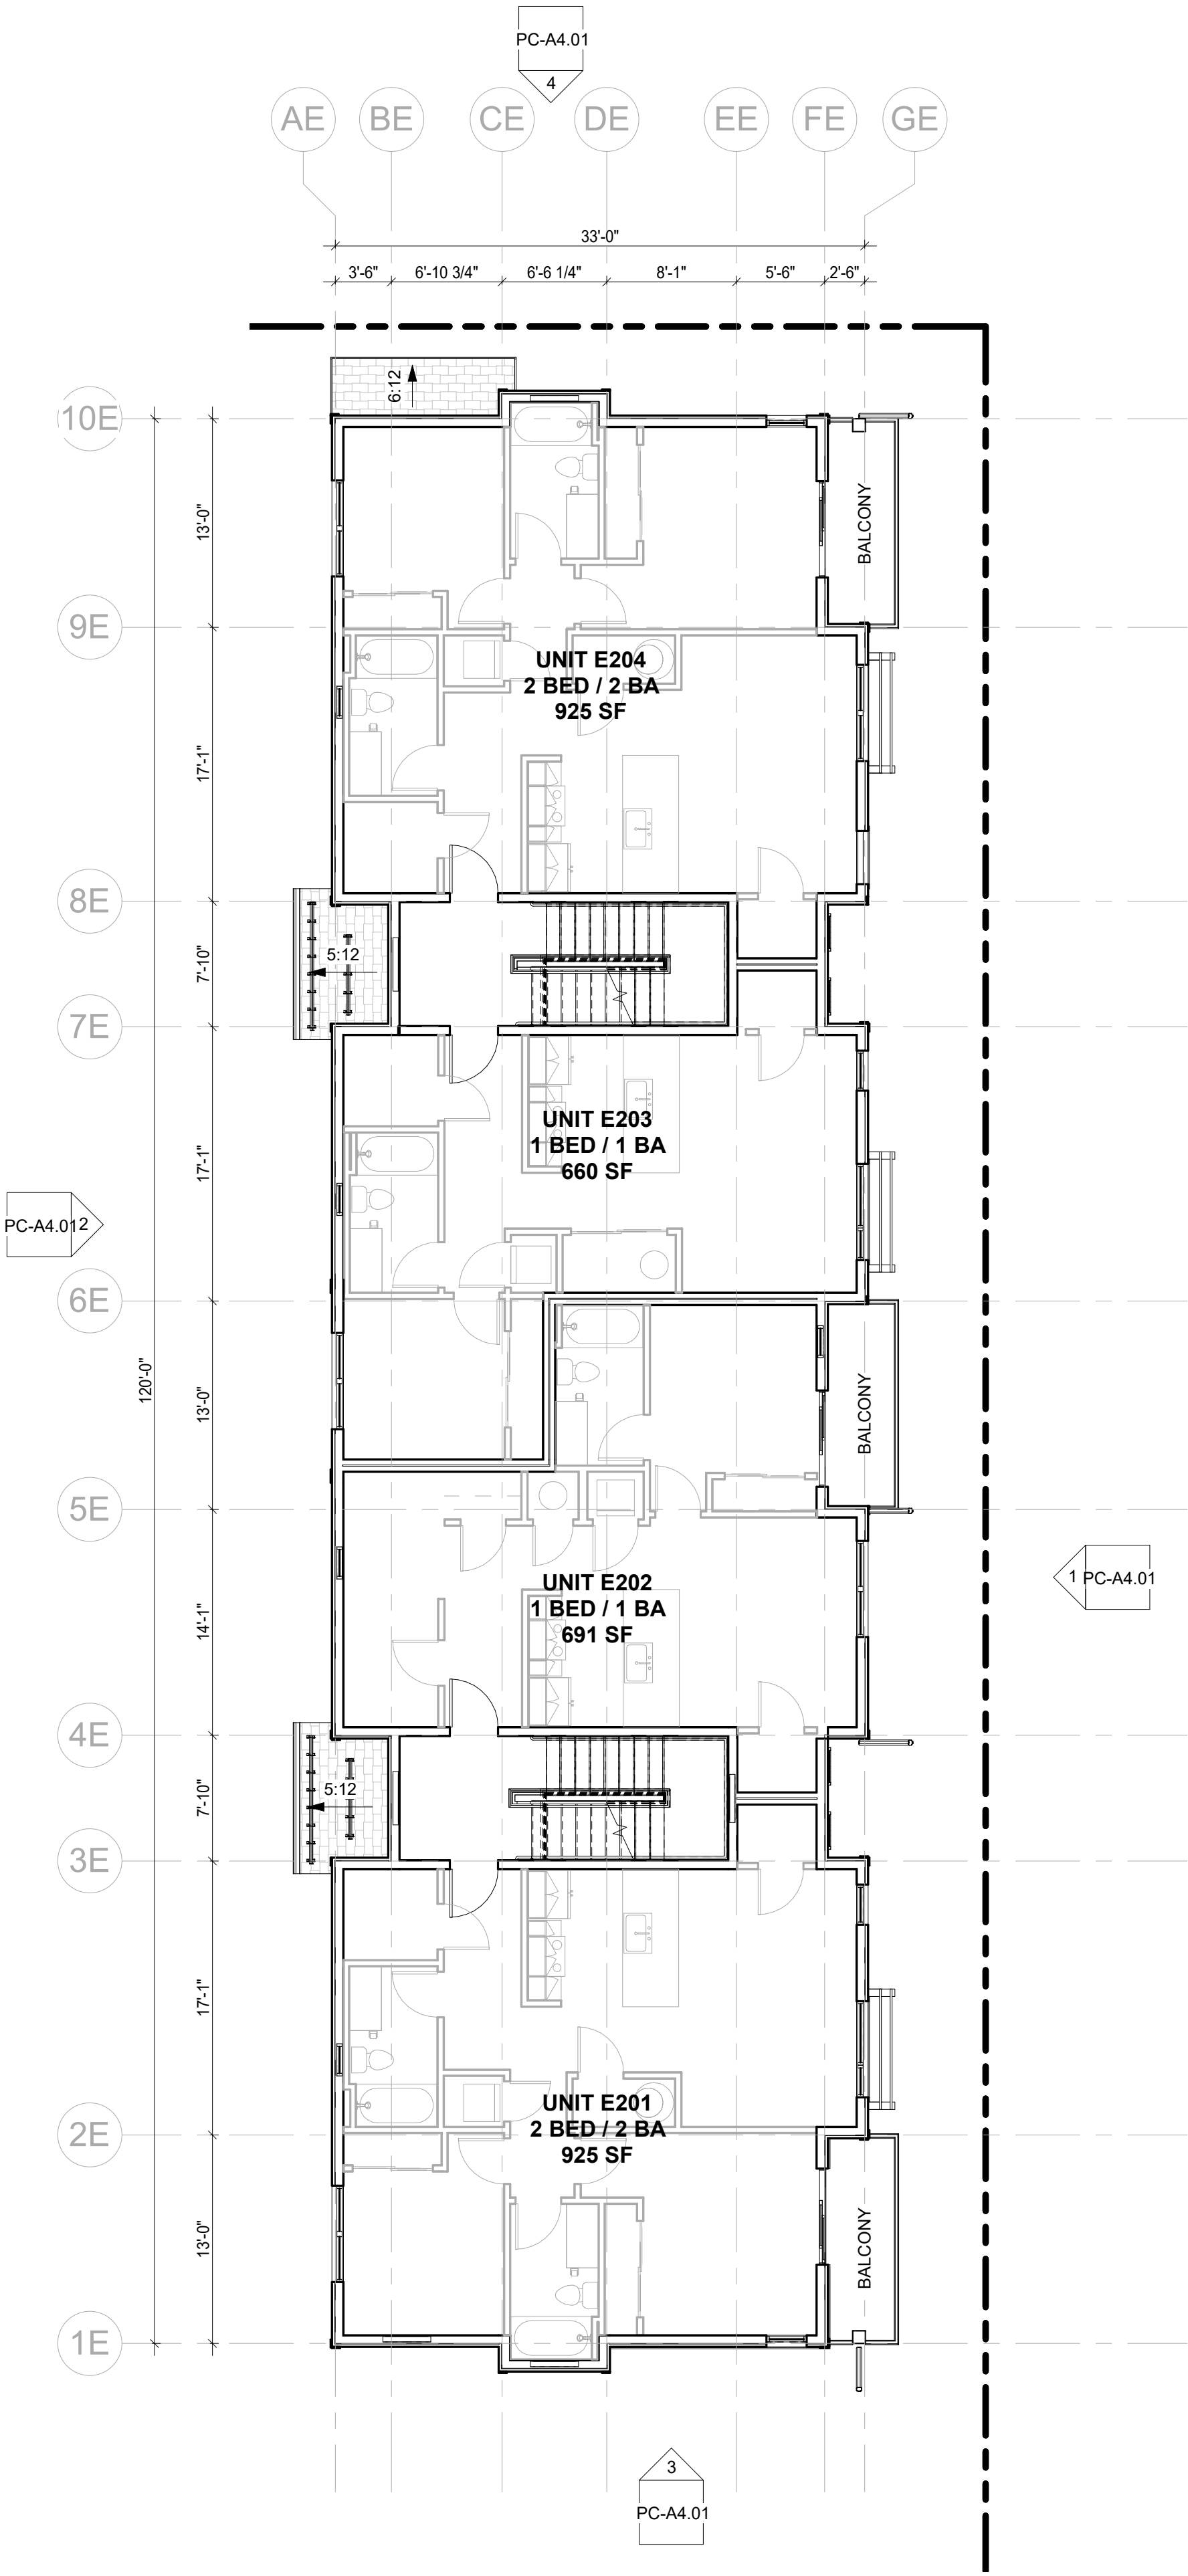 PC-A4.01
4
AE
BE
CE
DE
EE
FE
GE
33'-0"
3'-6"
6'-10 3/4"
6'-6 1/4"
8'-1"
5'-6"
2'-6"
6:12
10E
13'-0"
BALCONY
9E
UNIT E204
2 BED / 2 BA
925 SF
17'-1"
8E
5:12
7'-10"
7E
UNIT E203
1 BED / 1 BA
660 SF
17'-1"
PC-A4.01
2
6E
120'-0"
13'-0"
BALCONY
5E
UNIT E202
1 BED / 1 BA
691 SF
14'-1"
1
PC-A4.01
4E
5:12
7'-10"
3E
17'-1"
UNIT E201
2 BED / 2 BA
925 SF
2E
13'-0"
BALCONY
1E
3
PC-A4.01